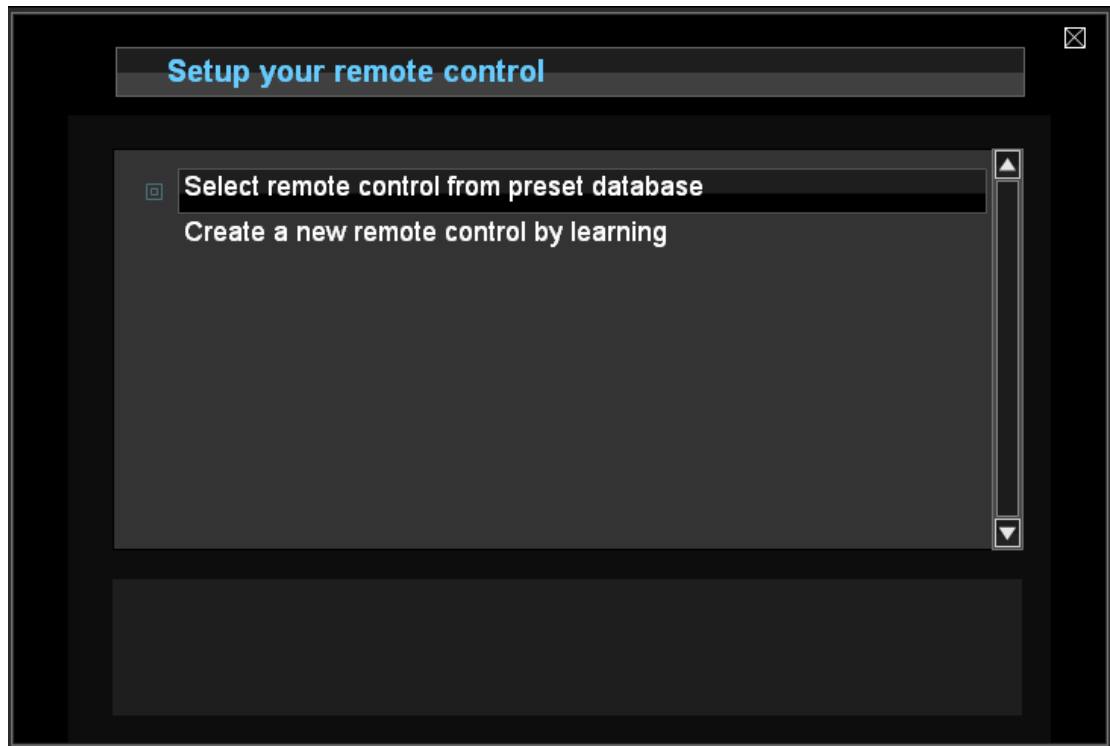 Setup your remote control
Select remote control from preset database
Create a new remote control by learning